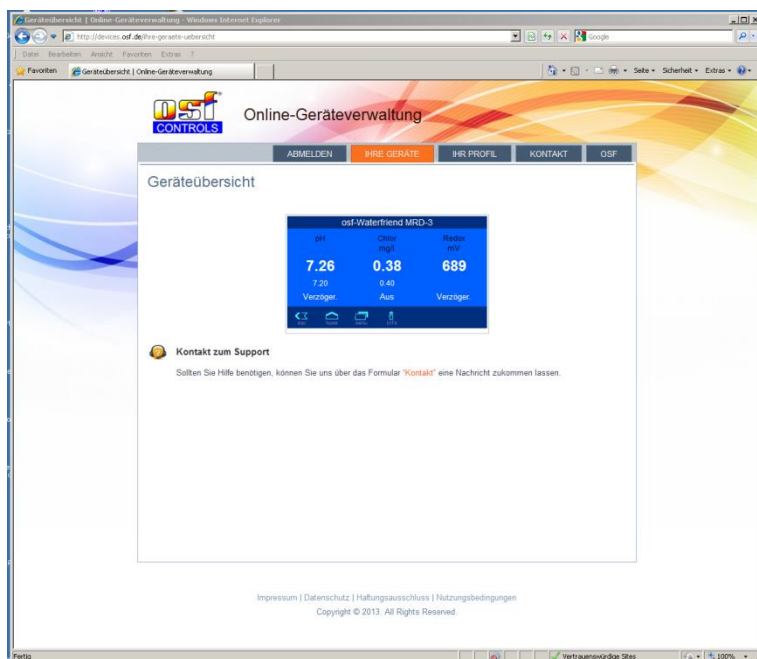 Geräteübersicht | Online-Geräteverwaltung - Windows Internet Explorer
http://devices.osf.de/ihre-geraete-uebersicht
Google
Datei Bearbeiten Ansicht Favoriten Extras ?
Favoriten
Geräteübersicht | Online-Geräteverwaltung
Seite
Sicherheit
Extras
osf
CONTROLS
Online-Geräteverwaltung
ABMELDEN
IHRE GERÄTE
IHR PROFIL
KONTAKT
OSF
Geräteübersicht
osf-Waterfriend MRD-3
pH Chlor Redox
mg/l mV
7.26 0.38 689
7.20 0.40
Verzöger. Aus Verzöger.
Kontakt zum Support
Sollten Sie Hilfe benötigen, können Sie uns über das Formular "Kontakt" eine Nachricht zukommen lassen.
Impressum | Datenschutz | Haftungsausschluss | Nutzungsbedingungen
Copyright © 2013. All Rights Reserved.
Fertig
Vertrauenswürdige Sites
100%